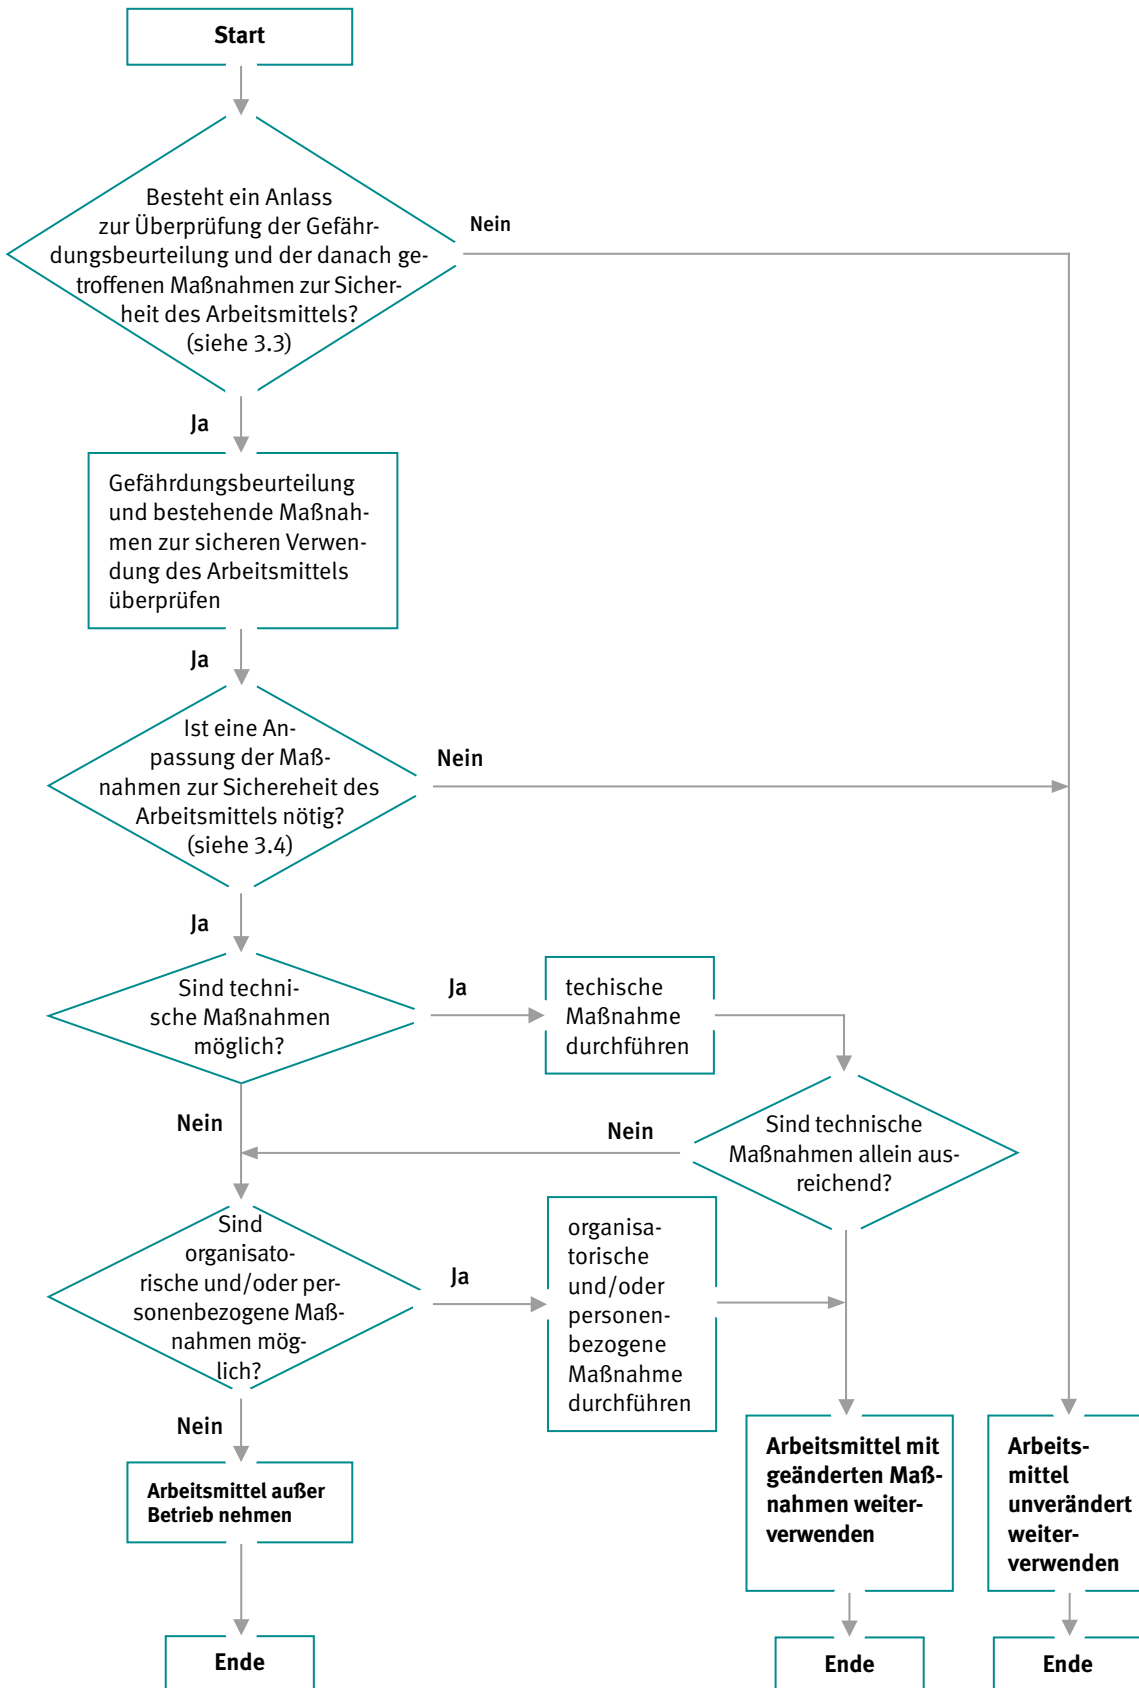 Start
Besteht ein Anlass
zur Überprüfung der Gefähr-
dungsbeurteilung und der danach ge-
troffenen Maßnahmen zur Sicher-
heit des Arbeitsmittels?
(siehe 3.3)
Nein
Ja
Gefährdungsbeurteilung
und bestehende Maßnah-
men zur sicheren Verwen-
dung des Arbeitsmittels
überprüfen
Ja
Ist eine An-
passung der Maß-
nahmen zur Sichereheit des
Arbeitsmittels nötig?
(siehe 3.4)
Nein
Ja
Sind techni-
sche Maßnahmen
möglich?
Ja
techische
Maßnahme
durchführen
Nein
Nein
Sind technische
Maßnahmen allein aus-
reichend?
Sind
organisato-
rische und/oder per-
sonenbezogene Maß-
nahmen mög-
lich?
Ja
organisa-
torische
und/oder
personen-
bezogene
Maßnahme
durchführen
Nein
Arbeitsmittel außer
Betrieb nehmen
Arbeitsmittel mit
geänderten Maß-
nahmen weiter-
verwenden
Arbeits-
mittel
unverändert
weiter-
verwenden
Ende
Ende
Ende